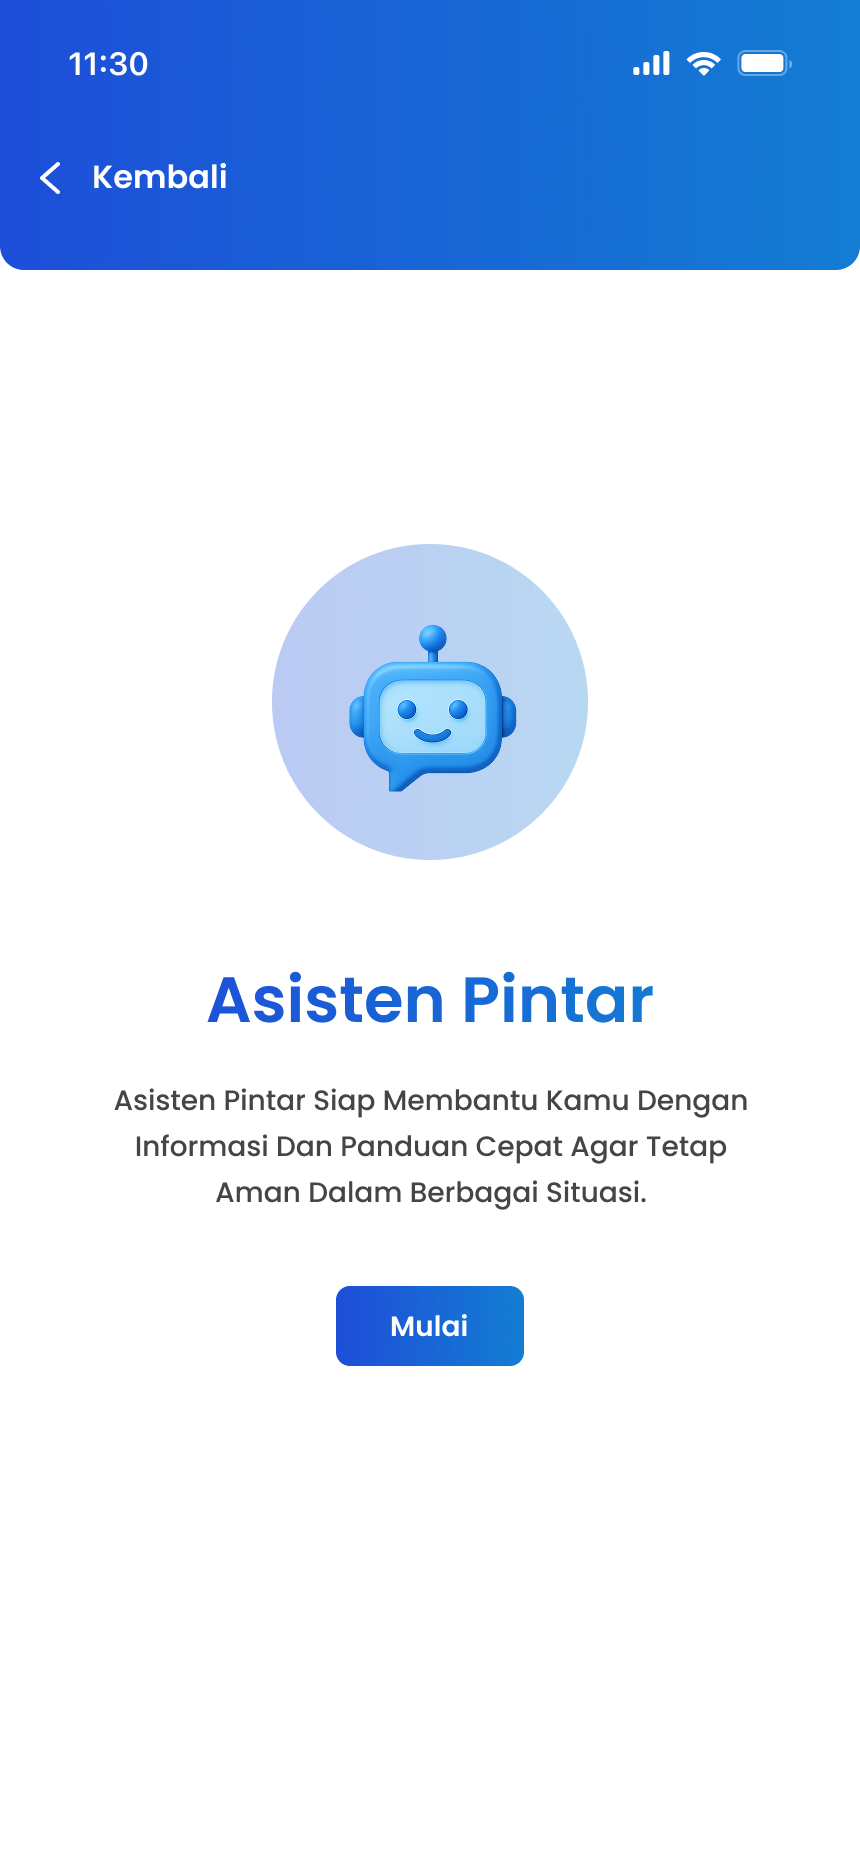 11:30
Kembali
Asisten Pintar
Asisten Pintar Siap Membantu Kamu Dengan
Informasi Dan Panduan Cepat Agar Tetap
Aman Dalam Berbagai Situasi.
Mulai